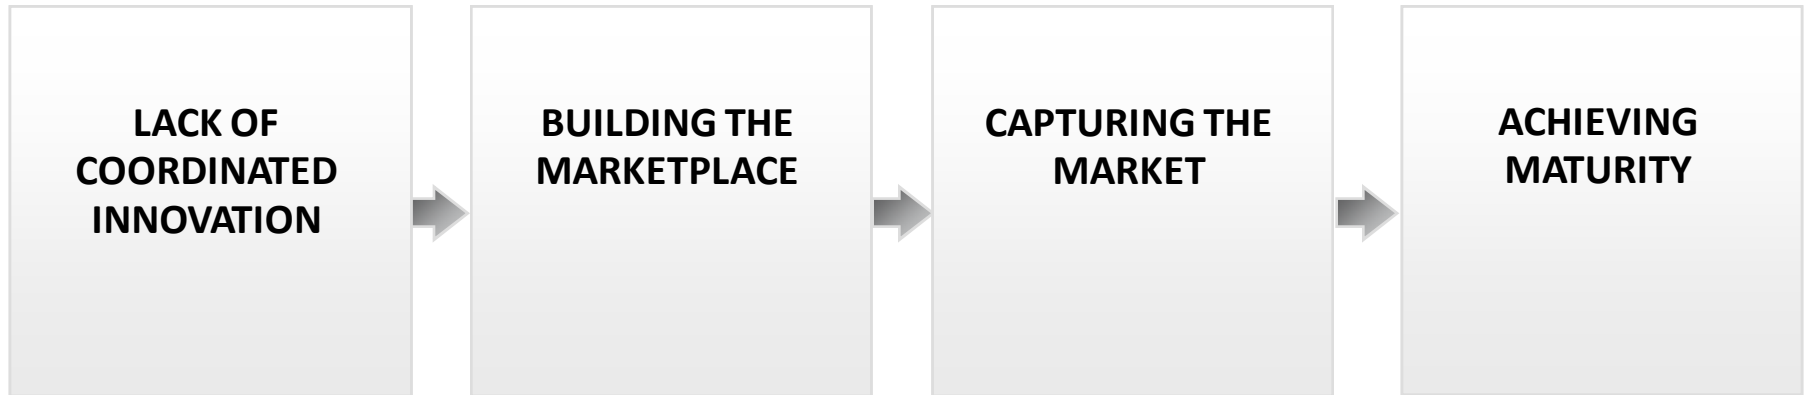 LACK OF
COORDINATED
INNOVATION
BUILDING THE
MARKETPLACE
CAPTURING THE
MARKET
ACHIEVING
MATURITY